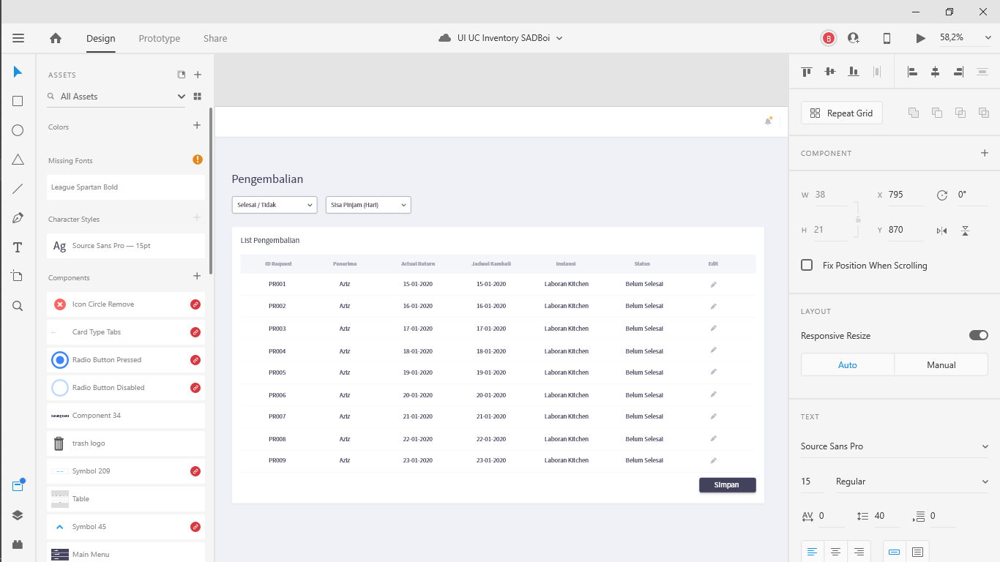 Design Prototype Share UI UC Inventory SADBoi B 58,2%
ASSETS
All Assets
Colors
Missing Fonts
League Spartan Bold
Character Styles
Ag Source Sans Pro — 15pt
Components
Icon Circle Remove
Card Type Tabs
Radio Button Pressed
Radio Button Disabled
Component 34
trash logo
Symbol 209
Table
Symbol 45
Main Menu
Pengembalian
Selesai / Tidak Sisa Pinjam (Hari)
List Pengembalian
ID Request Penerima Actual Return Jadwal Kembali Instansi Status Edit
PR001 Aziz 15-01-2020 15-01-2020 Laboran Kitchen Belum Selesai
PR002 Aziz 16-01-2020 16-01-2020 Laboran Kitchen Belum Selesai
PR003 Aziz 17-01-2020 17-01-2020 Laboran Kitchen Belum Selesai
PR004 Aziz 18-01-2020 18-01-2020 Laboran Kitchen Belum Selesai
PR005 Aziz 19-01-2020 19-01-2020 Laboran Kitchen Belum Selesai
PR006 Aziz 20-01-2020 20-01-2020 Laboran Kitchen Belum Selesai
PR007 Aziz 21-01-2020 21-01-2020 Laboran Kitchen Belum Selesai
PR008 Aziz 22-01-2020 22-01-2020 Laboran Kitchen Belum Selesai
PR009 Aziz 23-01-2020 23-01-2020 Laboran Kitchen Belum Selesai
Simpan
Repeat Grid
COMPONENT
W 38 X 795 0°
H 21 Y 870
Fix Position When Scrolling
LAYOUT
Responsive Resize
Auto Manual
TEXT
Source Sans Pro
15 Regular
AV 0 40 0